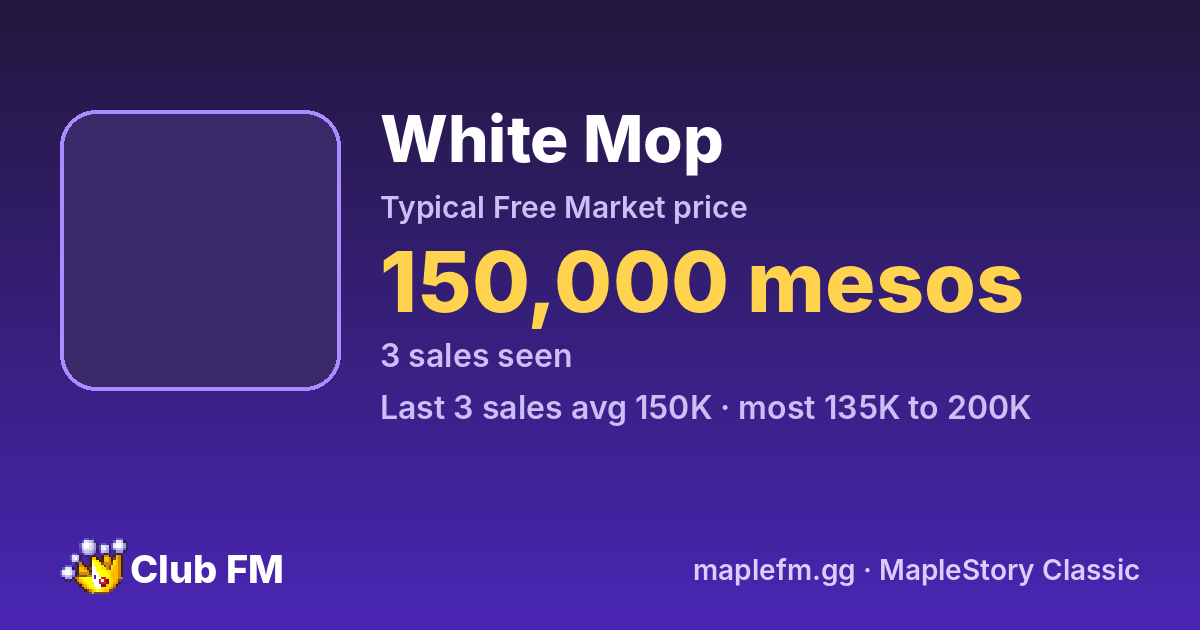 White Mop
Typical Free Market price
150,000 mesos
3 sales seen
Last 3 sales avg 150K · most 135K to 200K
Club FM
maplefm.gg · MapleStory Classic